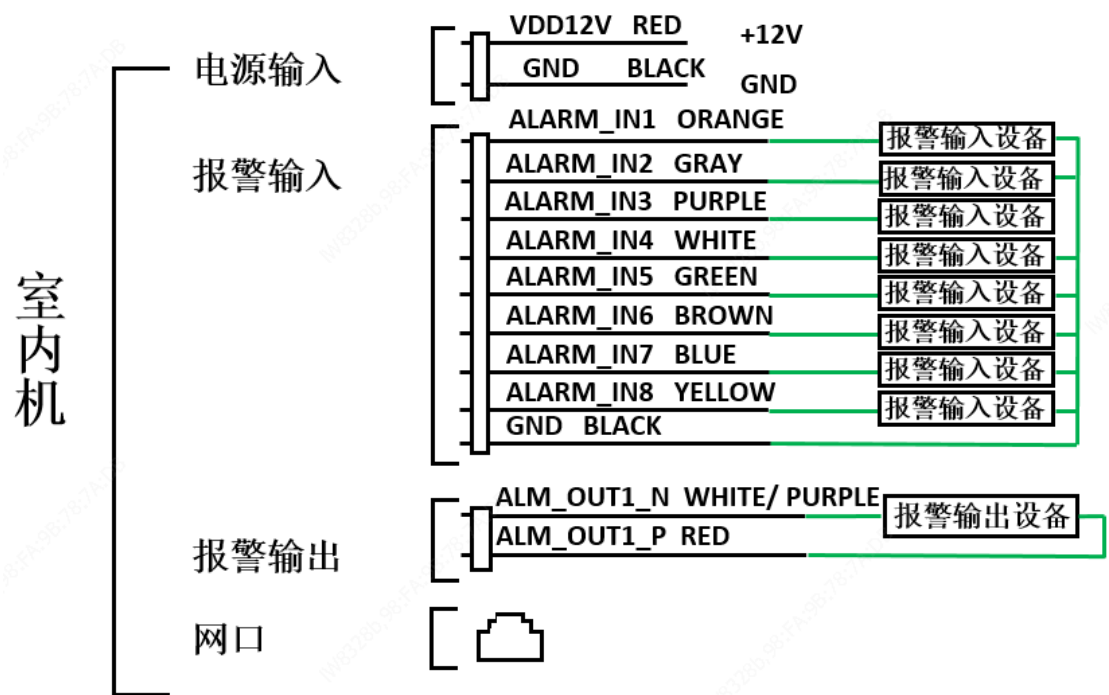 室内机
电源输入
VDD12V RED +12V
GND BLACK GND
报警输入
ALARM_IN1 ORANGE 报警输入设备
ALARM_IN2 GRAY 报警输入设备
ALARM_IN3 PURPLE 报警输入设备
ALARM_IN4 WHITE 报警输入设备
ALARM_IN5 GREEN 报警输入设备
ALARM_IN6 BROWN 报警输入设备
ALARM_IN7 BLUE 报警输入设备
ALARM_IN8 YELLOW 报警输入设备
GND BLACK
报警输出
ALM_OUT1_N WHITE/ PURPLE 报警输出设备
ALM_OUT1_P RED
网口